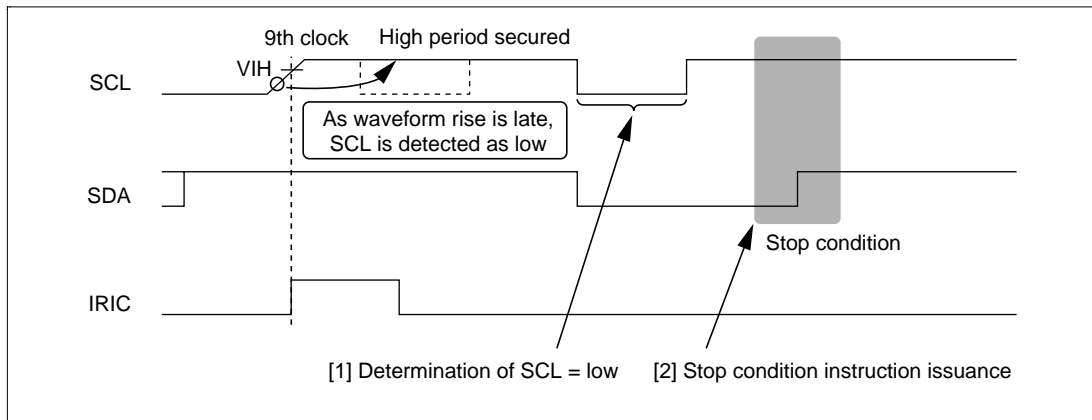 9th clock
High period secured
VIH
SCL
As waveform rise is late,
SCL is detected as low
SDA
Stop condition
IRIC
[1] Determination of SCL = low
[2] Stop condition instruction issuance